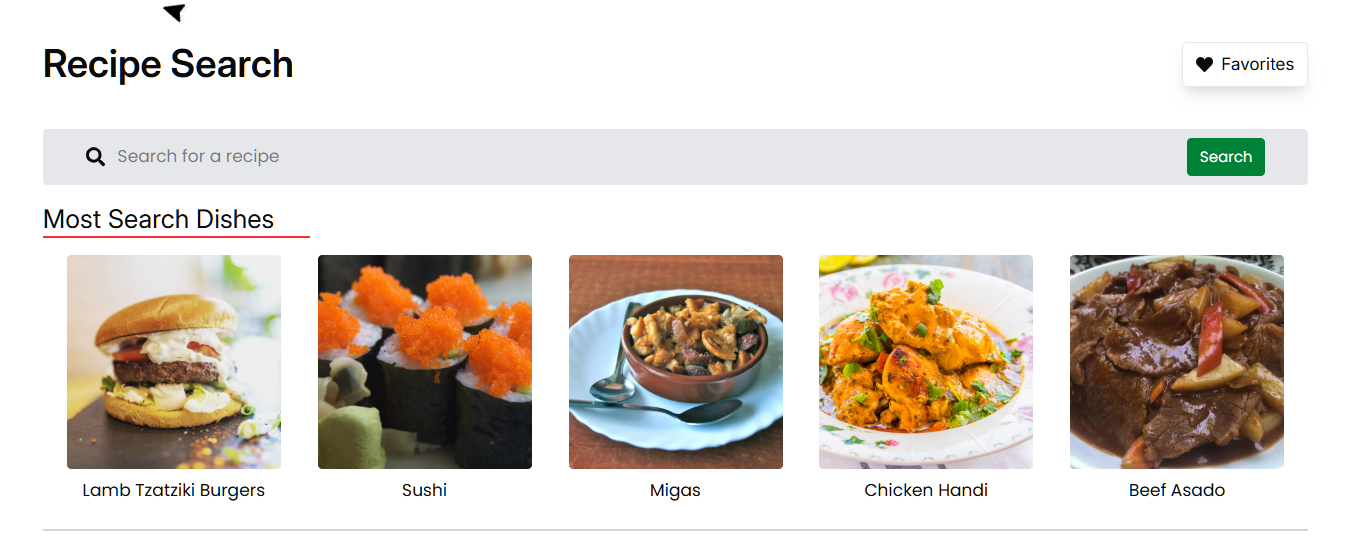 Recipe Search
Favorites
Search for a recipe
Search
Most Search Dishes
Lamb Tzatziki Burgers
Sushi
Migas
Chicken Handi
Beef Asado